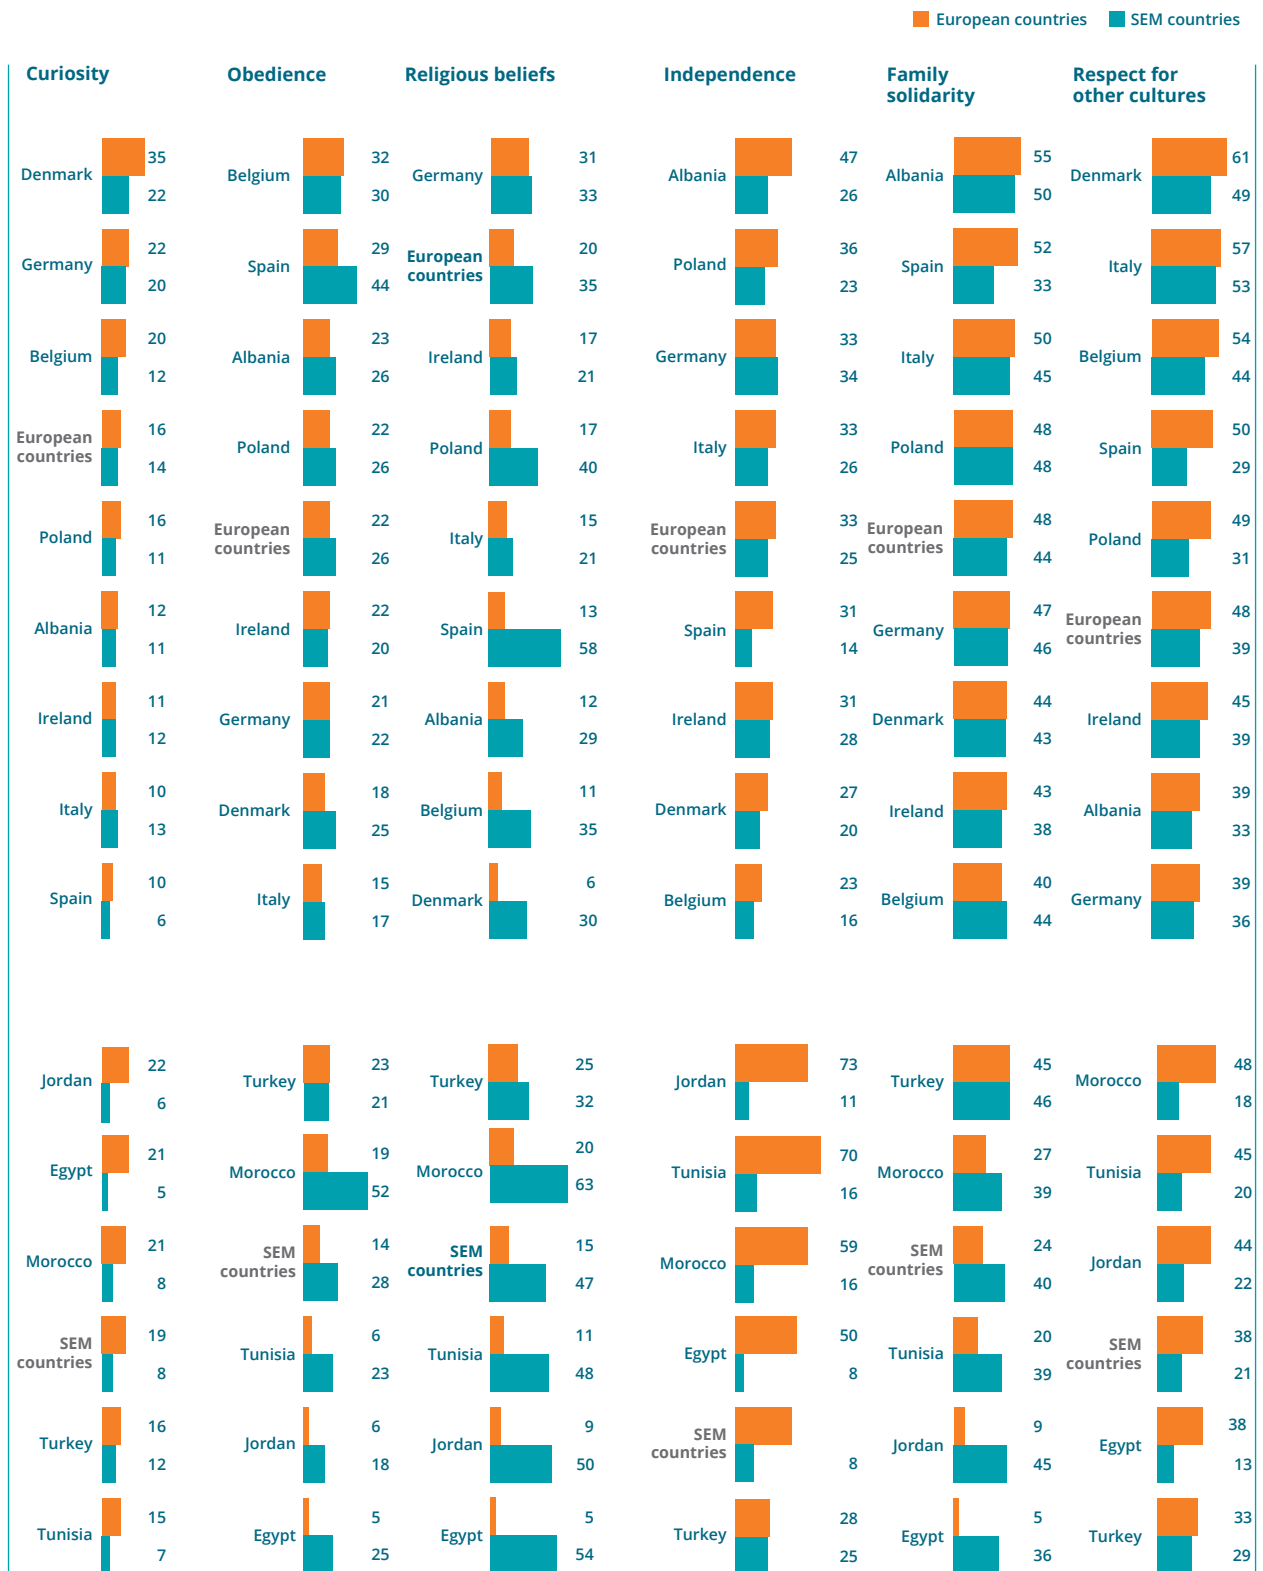 European countries
SEM countries
Curiosity
Denmark
35
22
Germany
22
20
Belgium
20
12
European
countries
16
14
Poland
16
11
Albania
12
11
Ireland
11
12
Italy
10
13
Spain
10
6
Jordan
22
6
Egypt
21
5
Morocco
21
8
SEM
countries
19
8
Turkey
16
12
Tunisia
15
7
Obedience
Belgium
32
30
Spain
29
44
Albania
23
26
Poland
22
26
European
countries
22
26
Ireland
22
20
Germany
21
22
Denmark
18
25
Italy
15
17
Turkey
23
21
Morocco
19
52
SEM
countries
14
28
Tunisia
6
23
Jordan
6
18
Egypt
5
25
Religious beliefs
Germany
31
33
European
countries
20
35
Ireland
17
21
Poland
17
40
Italy
15
21
Spain
13
58
Albania
12
29
Belgium
11
35
Denmark
6
30
Turkey
25
32
Morocco
20
63
SEM
countries
15
47
Tunisia
11
48
Jordan
9
50
Egypt
5
54
Independence
Albania
47
26
Poland
36
23
Germany
33
34
Italy
33
26
European
countries
33
25
Spain
31
14
Ireland
31
28
Denmark
27
20
Belgium
23
16
Jordan
73
11
Tunisia
70
16
Morocco
59
16
Egypt
50
8
SEM
countries
8
Turkey
28
25
Family
solidarity
Albania
55
50
Spain
52
33
Italy
50
45
Poland
48
48
European
countries
48
44
Germany
47
46
Denmark
44
43
Ireland
43
38
Belgium
40
44
Turkey
45
46
Morocco
27
39
SEM
countries
24
40
Tunisia
20
39
Jordan
9
45
Egypt
5
36
Respect for
other cultures
Denmark
61
49
Italy
57
53
Belgium
54
44
Spain
50
29
Poland
49
31
European
countries
48
39
Ireland
45
39
Albania
39
33
Germany
39
36
Morocco
48
18
Tunisia
45
20
Jordan
44
22
SEM
countries
38
21
Egypt
38
13
Turkey
33
29